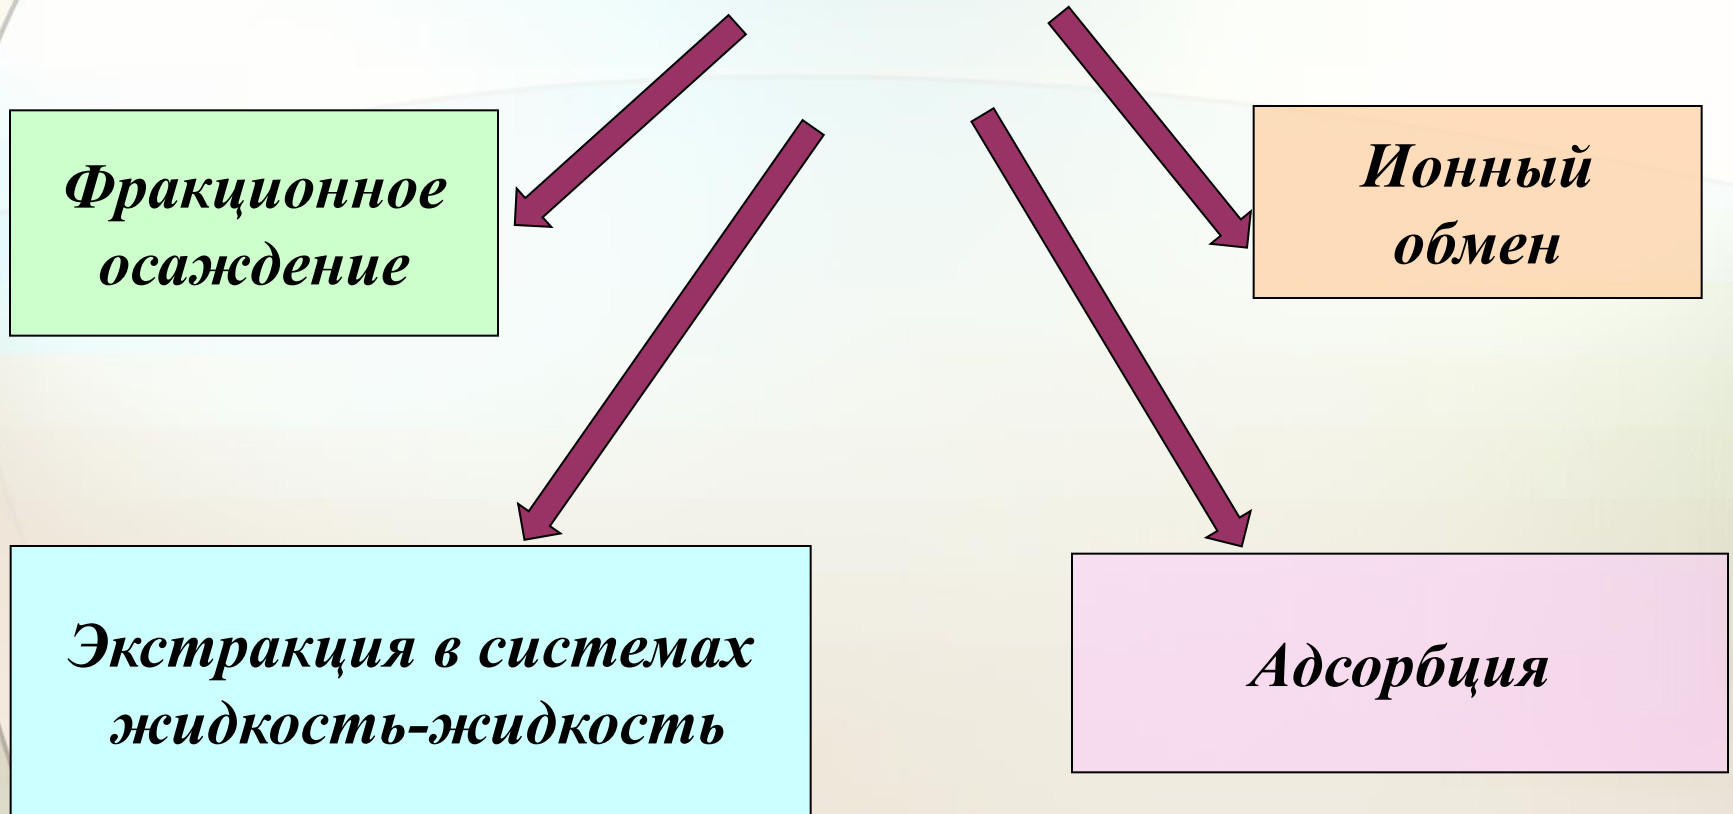 Фракционное
осаждение
Ионный
обмен
Экстракция в системах
жидкость-жидкость
Адсорбция